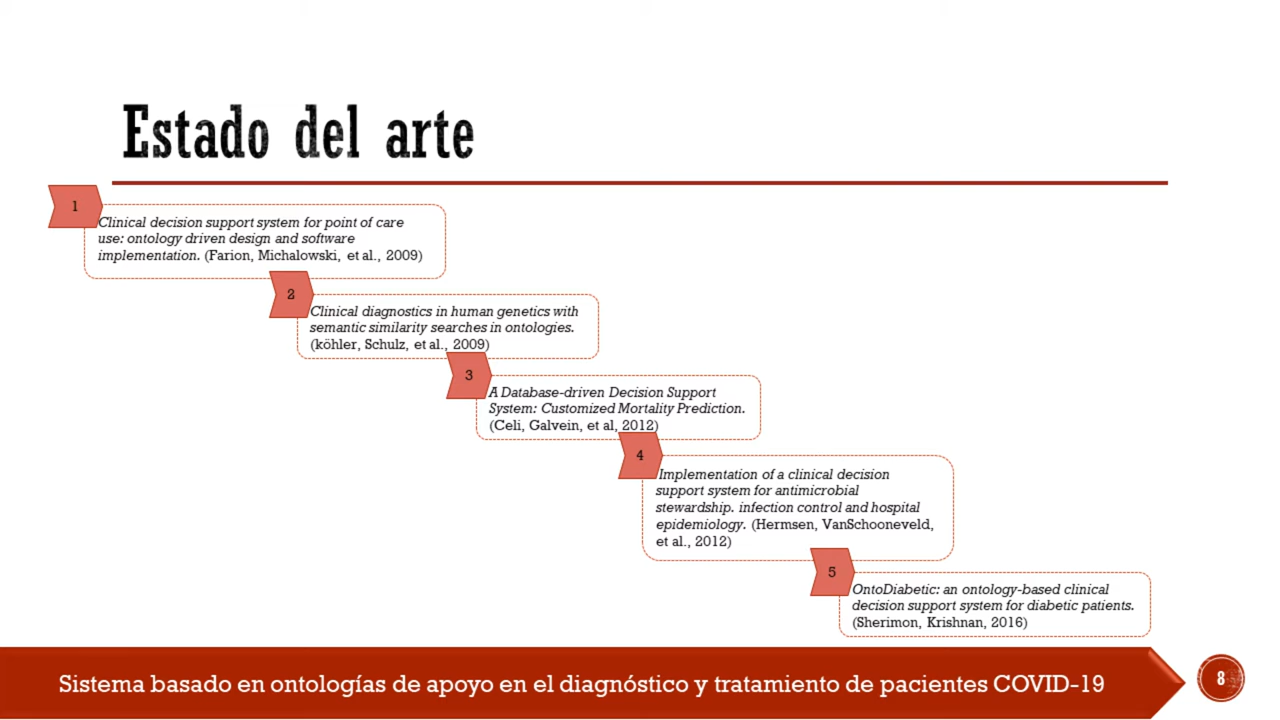 Estado del arte
1
Clinical decision support system for point of care
use: ontology driven design and software
implementation. (Farion, Michalowski, et al., 2009)
2
Clinical diagnostics in human genetics with
semantic similarity searches in ontologies.
(köhler, Schulz, et al., 2009)
3
A Database-driven Decision Support
System: Customized Mortality Prediction.
(Celi, Galvein, et al, 2012)
4
Implementation of a clinical decision
support system for antimicrobial
stewardship. infection control and hospital
epidemiology. (Hermsen, VanSchooneveld,
et al., 2012)
5
OntoDiabetic: an ontology-based clinical
decision support system for diabetic patients.
(Sherimon, Krishnan, 2016)
Sistema basado en ontologías de apoyo en el diagnóstico y tratamiento de pacientes COVID-19
8